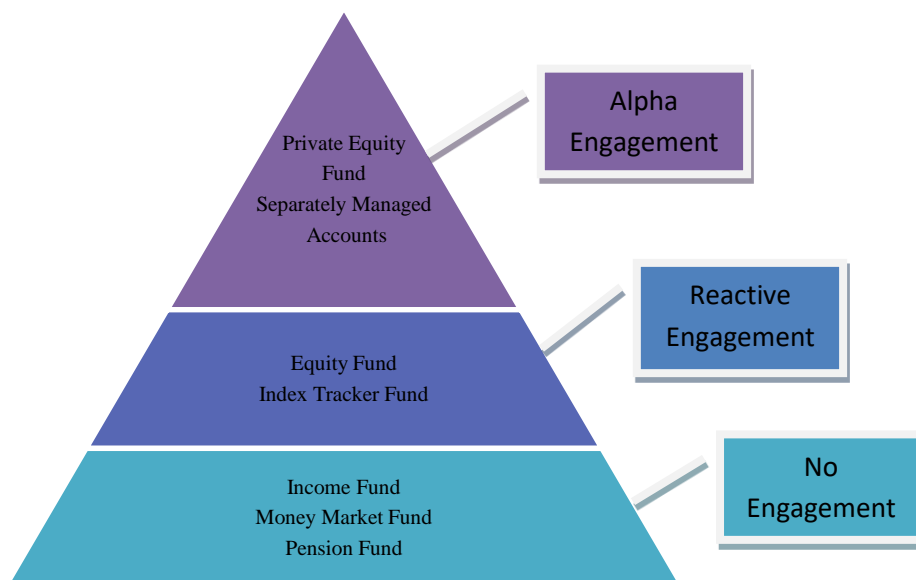 Private Equity
Fund
Separately Managed
Accounts
Alpha
Engagement
Equity Fund
Index Tracker Fund
Reactive
Engagement
Income Fund
Money Market Fund
Pension Fund
No
Engagement